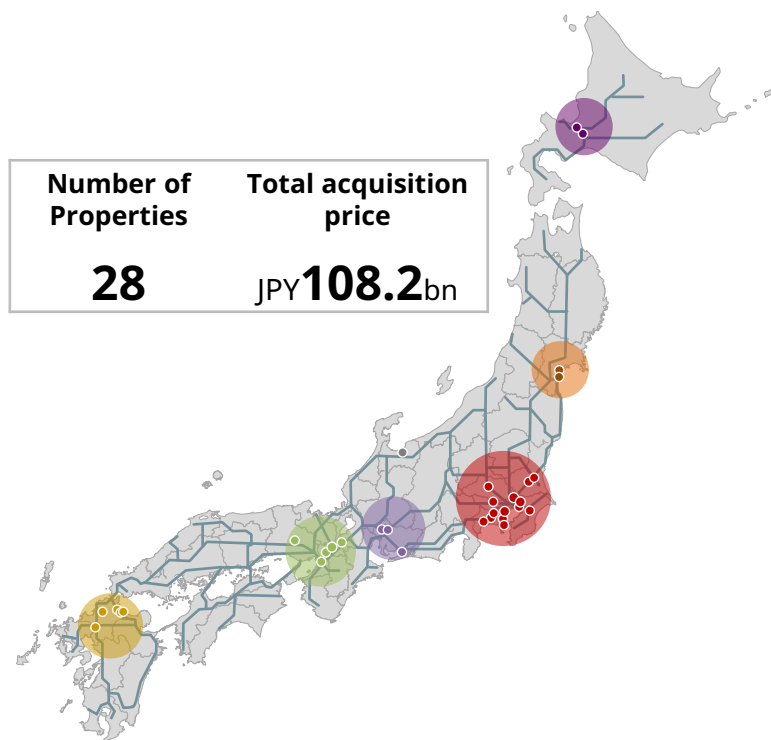 Number of
Properties
28
Total acquisition
price
JPY108.2bn